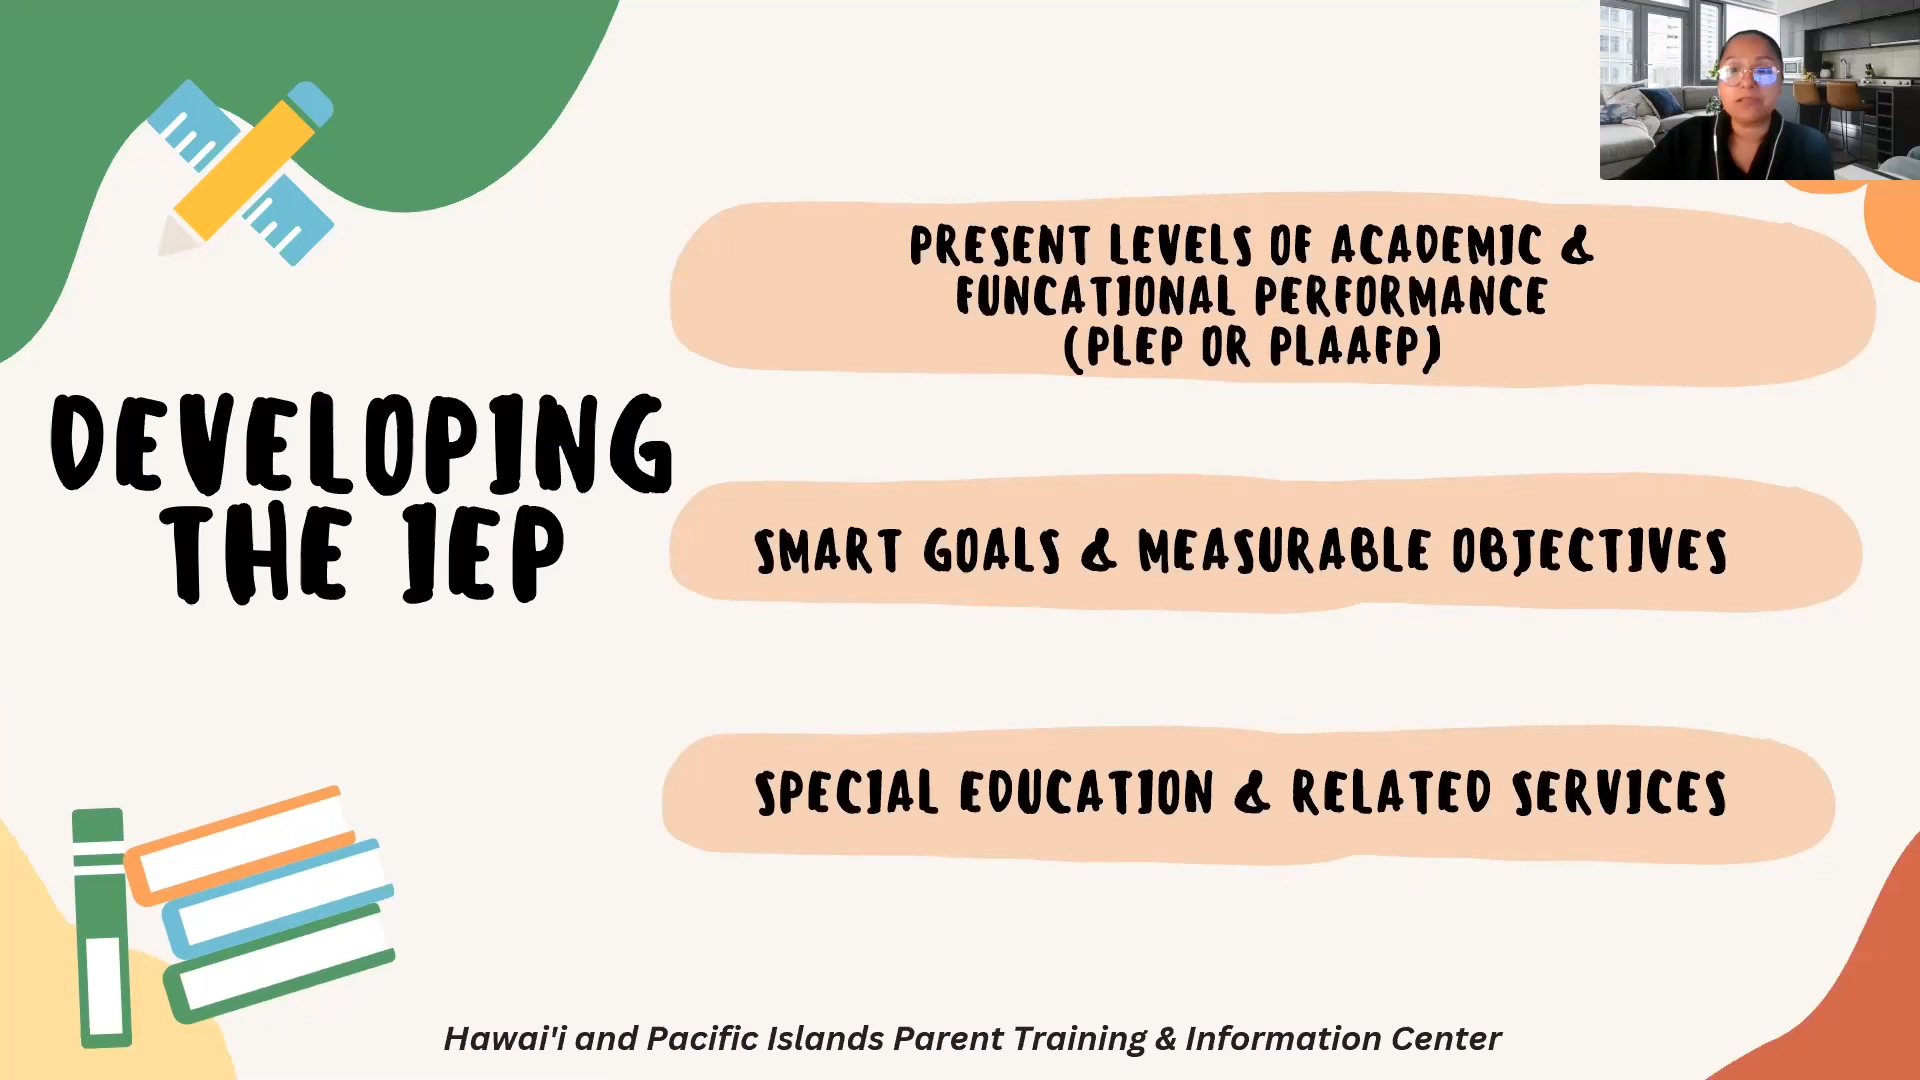 DEVELOPING
THE IEP
PRESENT LEVELS OF ACADEMIC &
FUNCATIONAL PERFORMANCE
(PLEP OR PLAAFP)
SMART GOALS & MEASURABLE OBJECTIVES
SPECIAL EDUCATION & RELATED SERVICES
Hawai'i and Pacific Islands Parent Training & Information Center